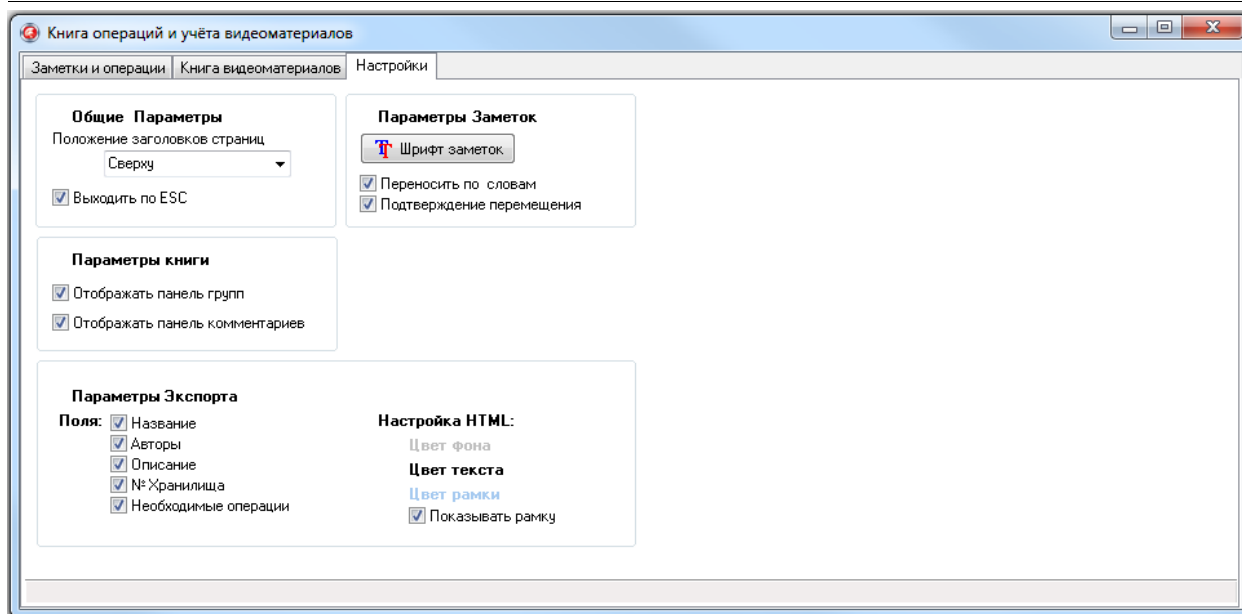 Книга операций и учёта видеоматериалов
Заметки и операции Книга видеоматериалов Настройки
Общие Параметры
Положение заголовков страниц
Сверху
Выходить по ESC
Параметры Заметок
Шрифт заметок
Переносить по словам
Подтверждение перемещения
Параметры книги
Отображать панель групп
Отображать панель комментариев
Параметры Экспорта
Поля: Название
Авторы
Описание
№ Хранилища
Необходимые операции
Настройка HTML:
Цвет фона
Цвет текста
Цвет рамки
Показывать рамку